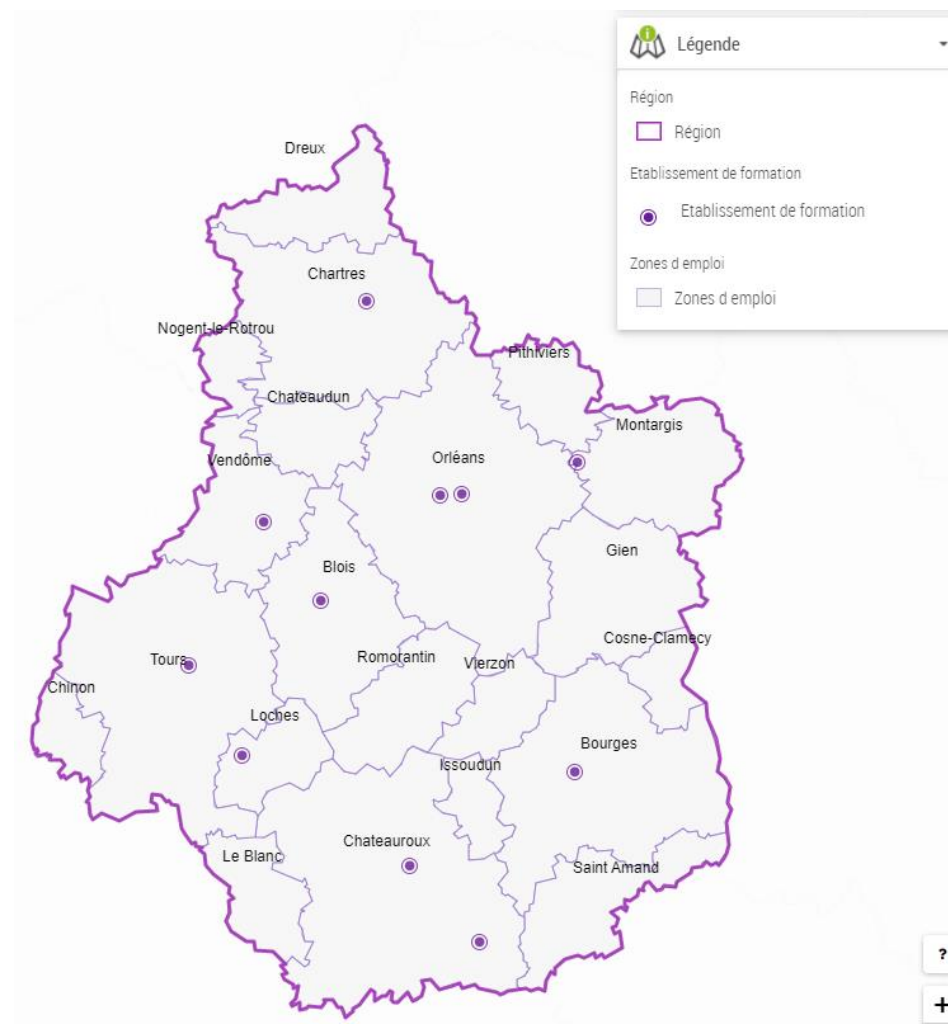 i
Légende
Région
Région
Etablissement de formation
Etablissement de formation
Zones d emploi
Zones d emploi
Dreux
Chartres
Nogent-le-Rotrou
Pithiviers
Chateaudun
Montargis
Vendôme
Orléans
Gien
Blois
Cosne-Clamecy
Tours
Romorantin
Vierzon
Chinon
Loches
Bourges
Issoudun
Chateauroux
Le Blanc
Saint Amand
?
+